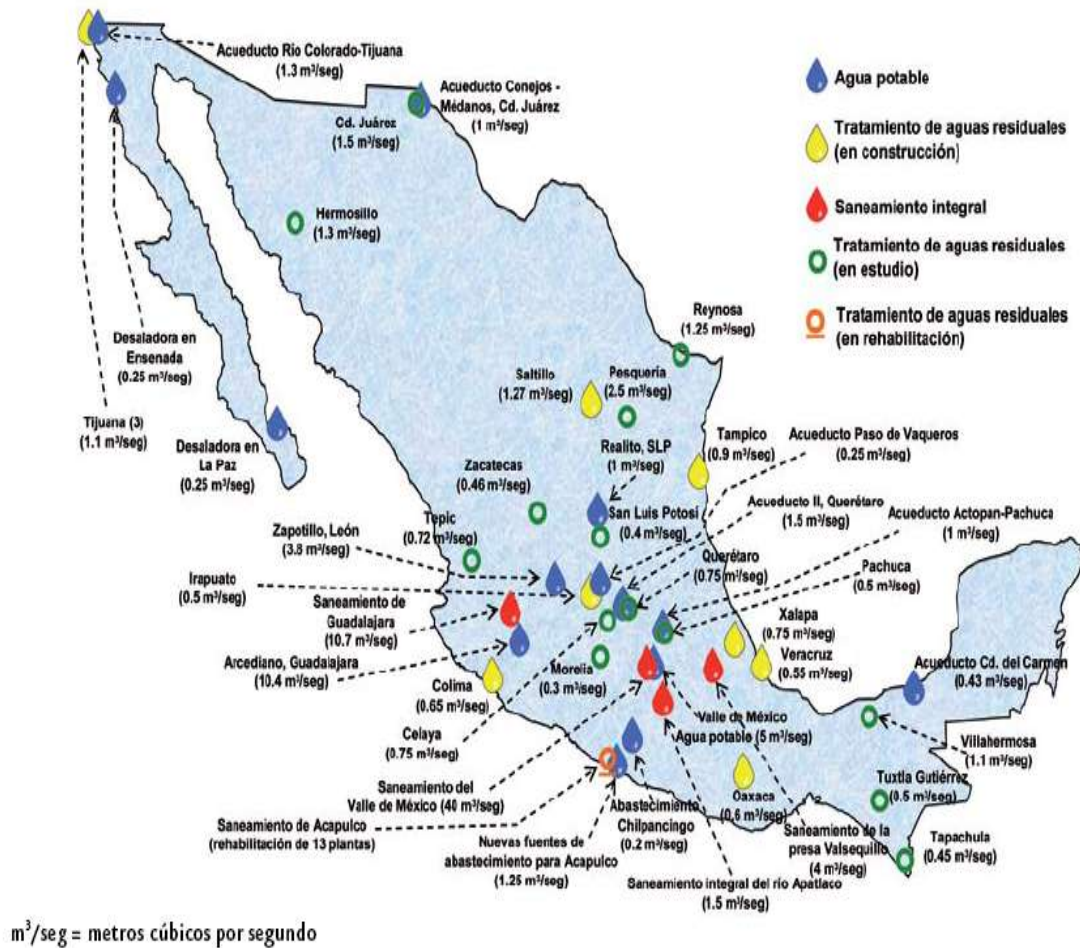 Acueducto Río Colorado-Tijuana
(1.3 m³/seg)
Acueducto Conejos -
Médanos, Cd. Juárez
(1 m³/seg)
Cd. Juárez
(1.5 m³/seg)
Hermosillo
(1.3 m³/seg)
Agua potable
Tratamiento de aguas residuales
(en construcción)
Saneamiento integral
Tratamiento de aguas residuales
(en estudio)
Tratamiento de aguas residuales
(en rehabilitación)
Reynosa
(1.25 m³/seg)
Desaladora en
Ensenada
(0.25 m³/seg)
Saltillo
(1.27 m³/seg)
Pesquería
(2.5 m³/seg)
Tijuana (3)
(1.1 m³/seg)
Desaladora en
La Paz
(0.25 m³/seg)
Realito, SLP
(1 m³/seg)
Tampico
(0.9 m³/seg)
Acueducto Paso de Vaqueros
(0.25 m³/seg)
Zacatecas
(0.46 m³/seg)
Acueducto II, Querétaro
(1.5 m³/seg)
San Luis Potosí
(0.4 m³/seg)
Acueducto Actopan-Pachuca
(1 m³/seg)
Tepic
(0.72 m³/seg)
Zapotillo, León
(3.8 m³/seg)
Querétaro
(0.75 m³/seg)
Pachuca
(0.5 m³/seg)
Irapuato
(0.5 m³/seg)
Saneamiento de
Guadalajara
(10.7 m³/seg)
Xalapa
(0.75 m³/seg)
Veracruz
(0.55 m³/seg)
Arcediano, Guadalajara
(10.4 m³/seg)
Morelia
(0.3 m³/seg)
Acueducto Cd. del Carmen
(0.43 m³/seg)
Colima
(0.65 m³/seg)
Valle de México
Agua potable (5 m³/seg)
Celaya
(0.75 m³/seg)
Villahermosa
(1.1 m³/seg)
Saneamiento del
Valle de México (40 m³/seg)
Tuxtla Gutiérrez
(0.5 m³/seg)
Oaxaca
(0.6 m³/seg)
Abastecimiento
Chilpancingo
(0.2 m³/seg)
Saneamiento de Acapulco
(rehabilitación de 13 plantas)
Saneamiento de la
presa Valsequillo
(4 m³/seg)
Tapachula
(0.45 m³/seg)
Nuevas fuentes de
abastecimiento para Acapulco
(1.25 m³/seg)
Saneamiento integral del río Apatlaco
(1.5 m³/seg)
m³/seg = metros cúbicos por segundo